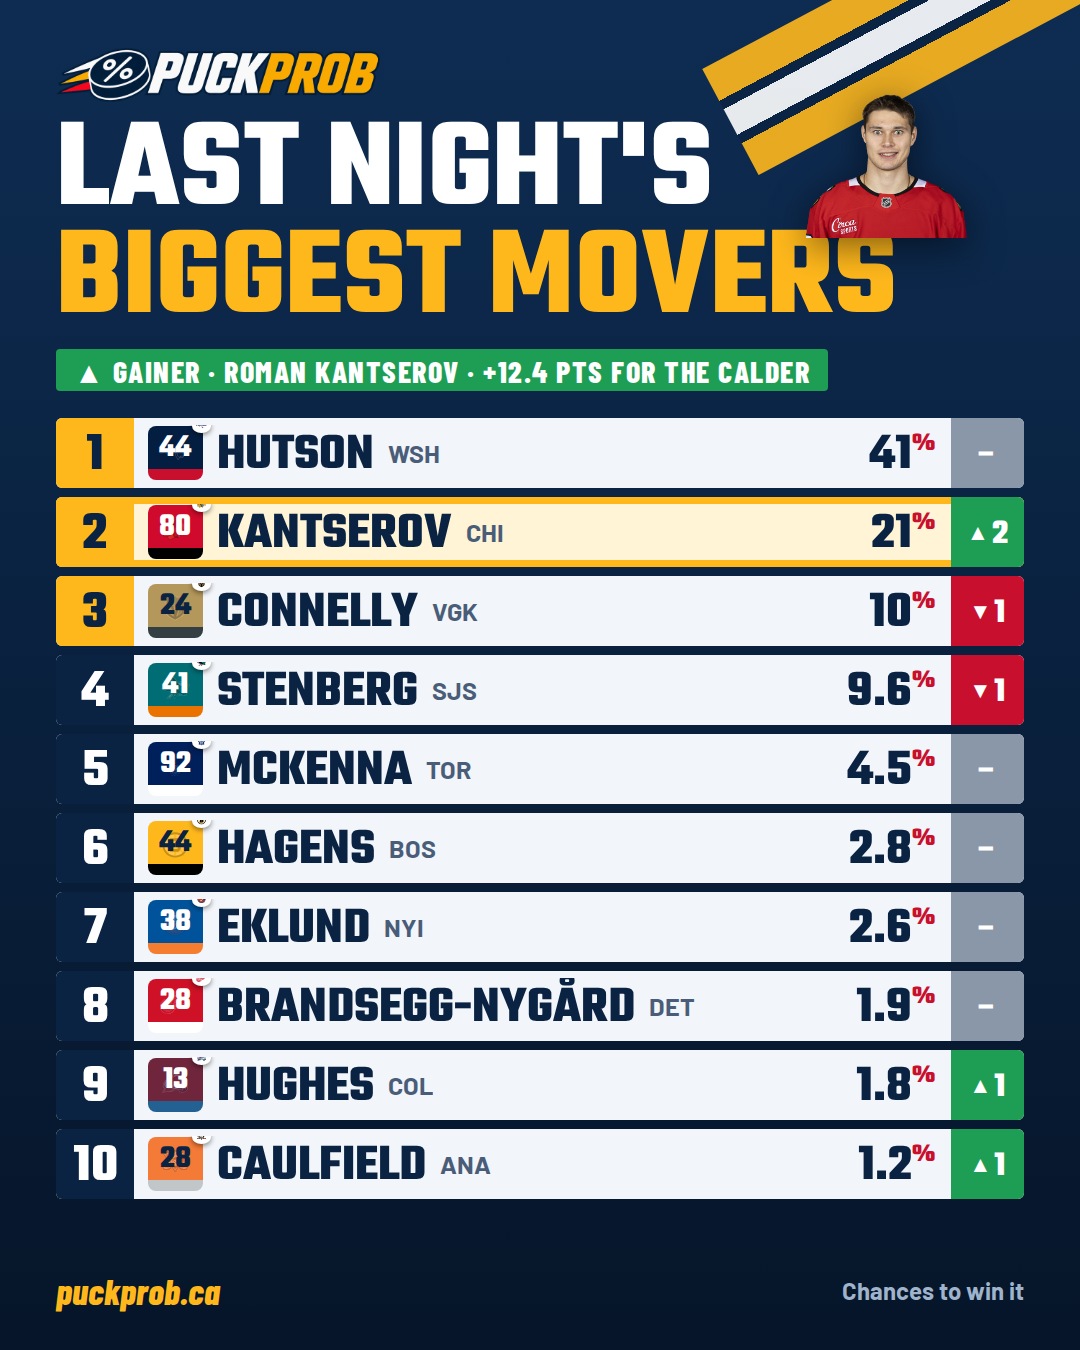 % PUCKPROB
LAST NIGHT'S
BIGGEST MOVERS
Circa SPORTS
▲ GAINER · ROMAN KANTSEROV · +12.4 PTS FOR THE CALDER
1 44 HUTSON WSH 41% –
2 80 KANTSEROV CHI 21% ▲2
3 24 CONNELLY VGK 10% ▼1
4 41 STENBERG SJS 9.6% ▼1
5 92 MCKENNA TOR 4.5% –
6 44 HAGENS BOS 2.8% –
7 38 EKLUND NYI 2.6% –
8 28 BRANDSEGG-NYGÅRD DET 1.9% –
9 13 HUGHES COL 1.8% ▲1
10 28 CAULFIELD ANA 1.2% ▲1
puckprob.ca
Chances to win it